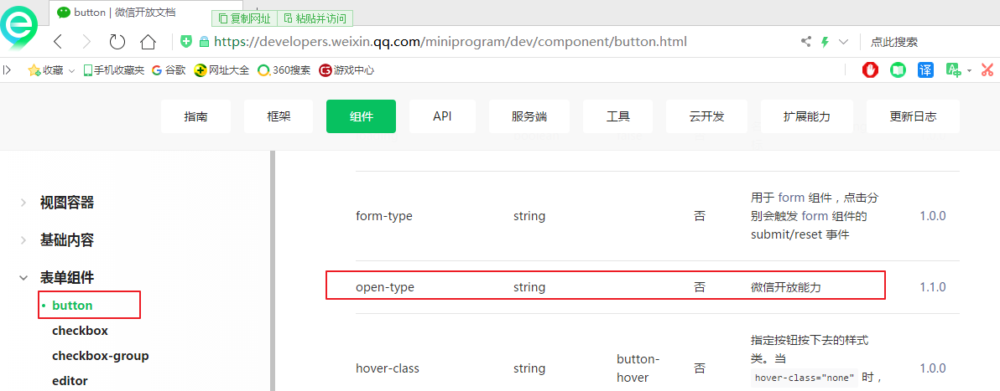 button | 微信开放文档
复制网址 粘贴并访问
https://developers.weixin.qq.com/miniprogram/dev/component/button.html 点此搜索
收藏 手机收藏夹 谷歌 网址大全 360搜索 游戏中心 译
指南 框架 组件 API 服务端 工具 云开发 扩展能力 更新日志
视图容器
基础内容
表单组件
button
checkbox
checkbox-group
editor
用于 form 组件，点击分
form-type string 否 别会触发 form 组件的 1.0.0
submit/reset 事件
open-type string 否 微信开放能力 1.1.0
指定按钮按下去的样式
类。当
hover-class string button-hover 否 hover-class="none" 时， 1.0.0